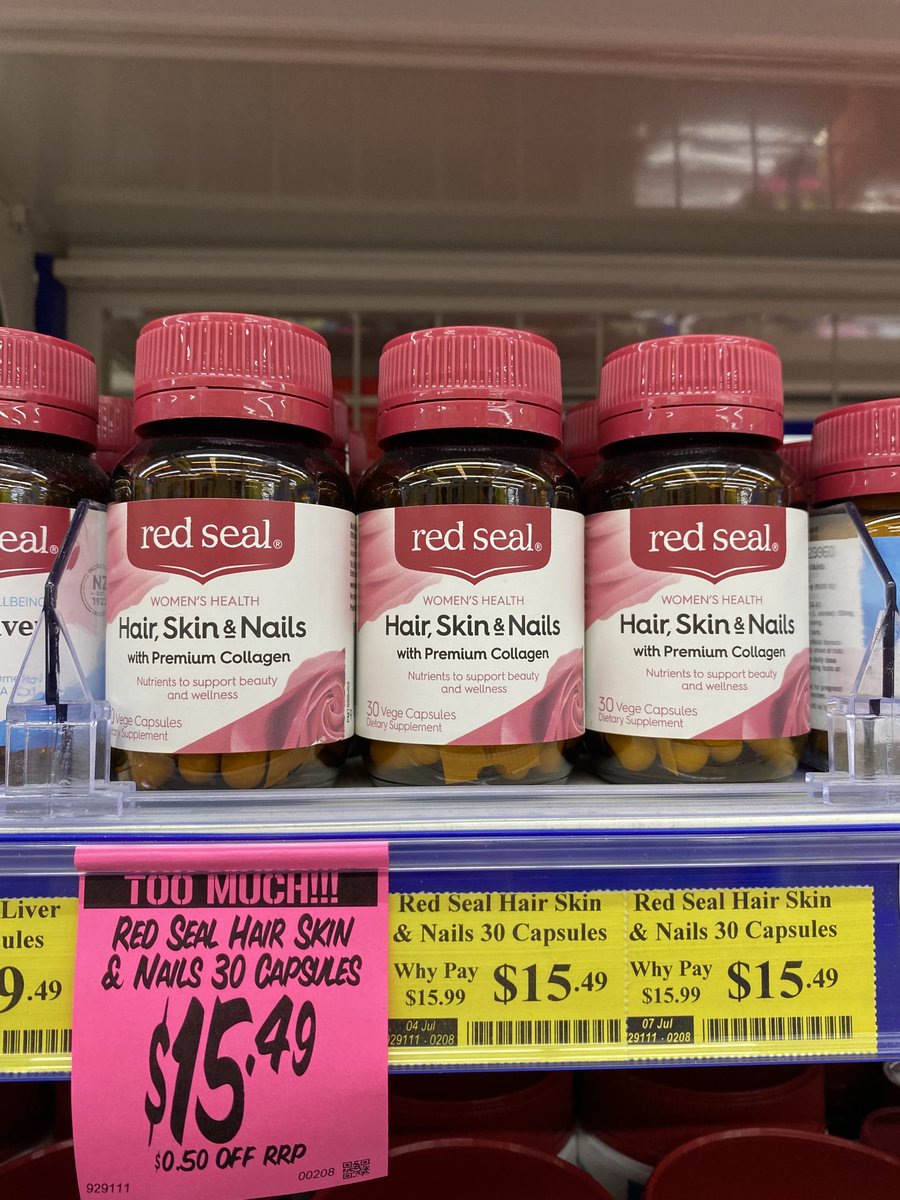 eal®
red seal®
WOMEN'S HEALTH
Hair, Skin & Nails
with Premium Collagen
Nutrients to support beauty
and wellness
Vege Capsules
Dietary Supplement
red seal®
WOMEN'S HEALTH
Hair, Skin & Nails
with Premium Collagen
Nutrients to support beauty
and wellness
30 Vege Capsules
Dietary Supplement
red seal®
WOMEN'S HEALTH
Hair, Skin & Nails
with Premium Collagen
Nutrients to support beauty
and wellness
30 Vege Capsules
Dietary Supplement
Liver
ules
9.49
TOO MUCH!!!
RED SEAL HAIR SKIN
& NAILS 30 CAPSULES
$15.49
$0.50 OFF RRP
929111
00208
Red Seal Hair Skin
& Nails 30 Capsules
Why Pay
$15.99
$15.49
04 Jul
29111 - 0208
Red Seal Hair Skin
& Nails 30 Capsules
Why Pay
$15.99
$15.49
07 Jul
29111 - 0208